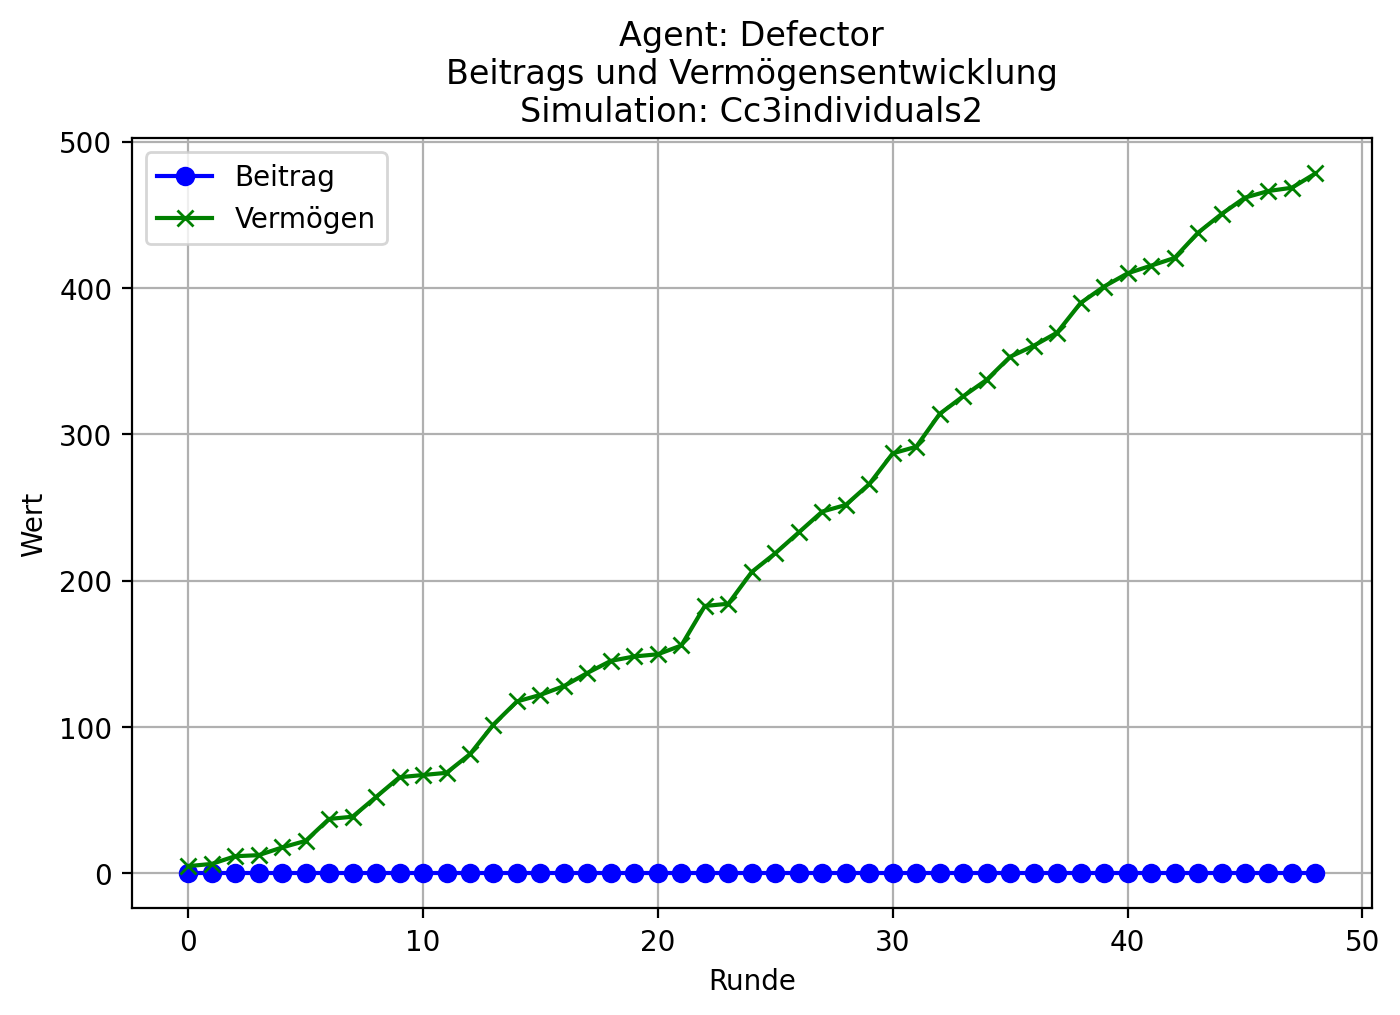 Agent: Defector
Beitrags und Vermögensentwicklung
Simulation: Cc3individuals2
500
400
300
200
100
0
Wert
Beitrag
Vermögen
0 10 20 30 40 50
Runde